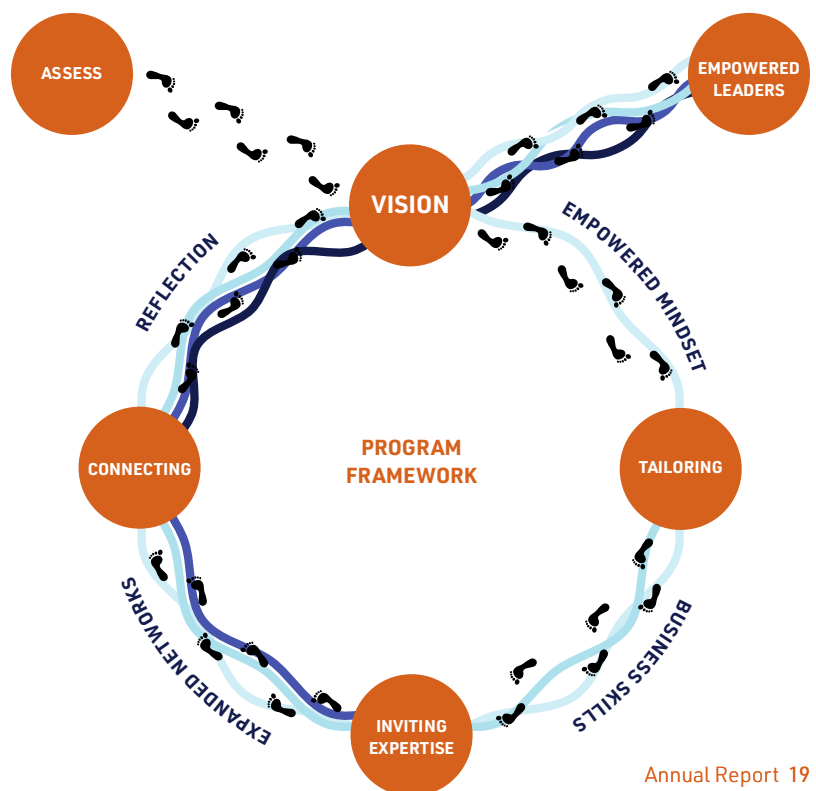 ASSESS
EMPOWERED
LEADERS
VISION
EMPOWERED MINDSET
REFLECTION
PROGRAM
FRAMEWORK
CONNECTING
TAILORING
EXPANDED NETWORKS
BUSINESS SKILLS
INVITING
EXPERTISE
Annual Report 19